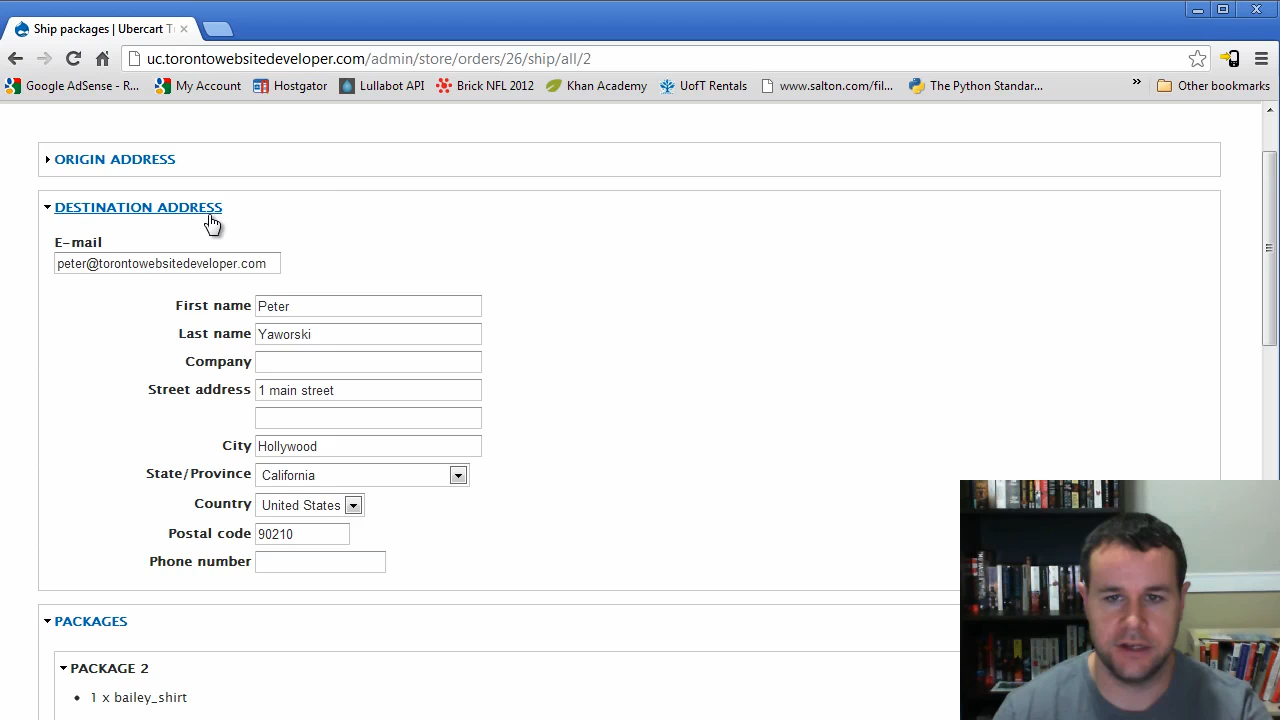 Ship packages | Ubercart T
uc.torontowebsitedeveloper.com/admin/store/orders/26/ship/all/2
Google AdSense - R... My Account Hostgator Lullabot API Brick NFL 2012 Khan Academy UofT Rentals www.salton.com/fil... The Python Standar... » Other bookmarks
ORIGIN ADDRESS
DESTINATION ADDRESS
E-mail
peter@torontowebsitedeveloper.com
First name Peter
Last name Yaworski
Company
Street address 1 main street
City Hollywood
State/Province California
Country United States
Postal code 90210
Phone number
PACKAGES
PACKAGE 2
• 1 x bailey_shirt